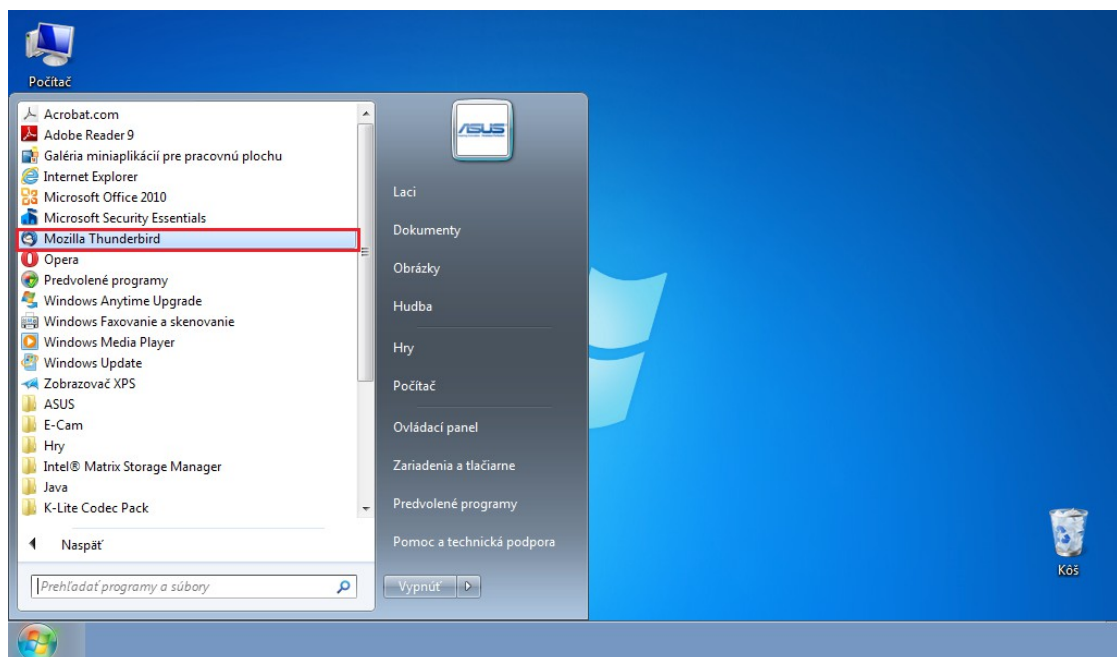 Počítač
Acrobat.com
Adobe Reader 9
Galéria miniaplikácií pre pracovnú plochu
Internet Explorer
Microsoft Office 2010
Microsoft Security Essentials
Mozilla Thunderbird
Opera
Predvolené programy
Windows Anytime Upgrade
Windows Faxovanie a skenovanie
Windows Media Player
Windows Update
Zobrazovač XPS
ASUS
E-Cam
Hry
Intel® Matrix Storage Manager
Java
K-Lite Codec Pack
Naspäť
Prehľadať programy a súbory
ASUS
Laci
Dokumenty
Obrázky
Hudba
Hry
Počítač
Ovládací panel
Zariadenia a tlačiarne
Predvolené programy
Pomoc a technická podpora
Vypnúť
Kôš